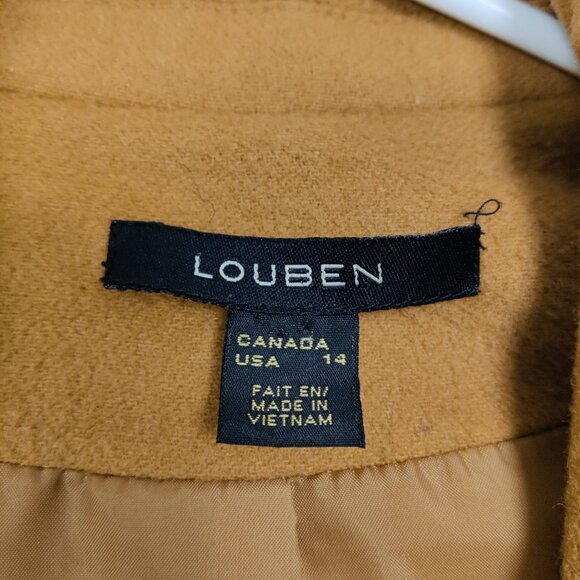 LOUBEN
CANADA
USA 14
FAIT EN/
MADE IN
VIETNAM